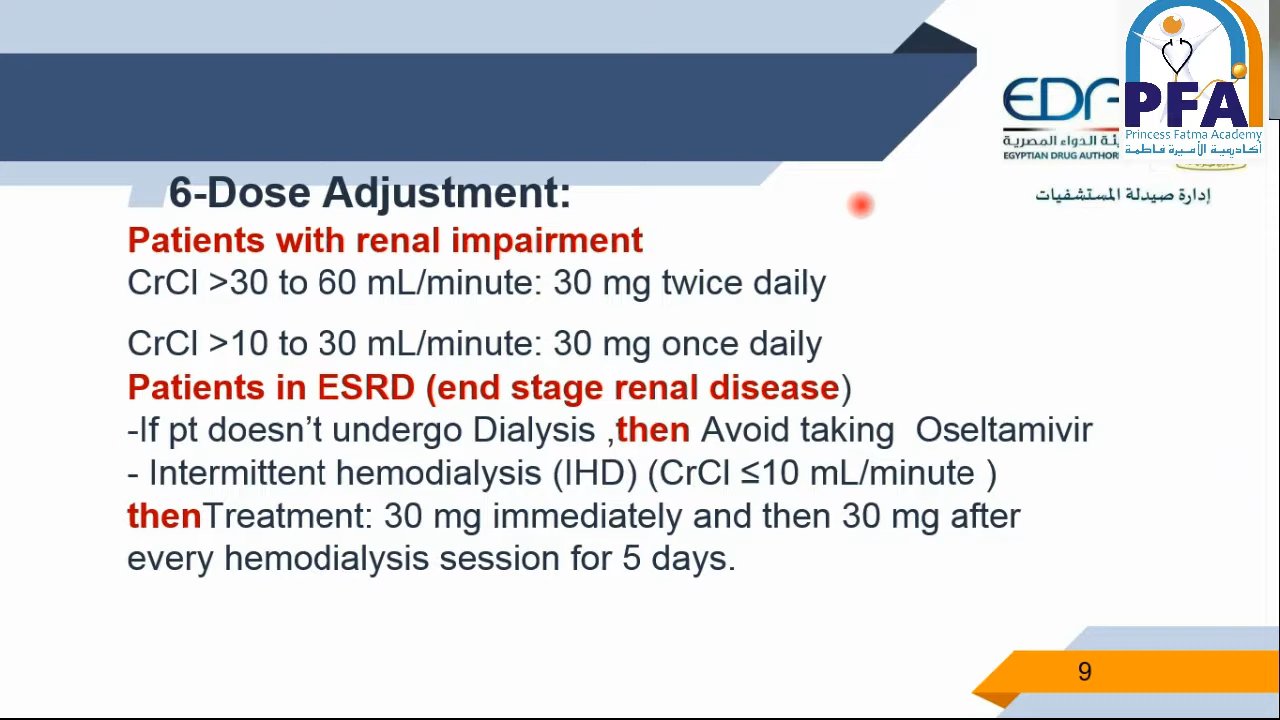 EDA
PFA
Princess Fatma Academy
أكاديمية الأميرة فاطمة
ئة الدواء المصرية
EGYPTIAN DRUG AUTHOR
إدارة صيدلة المستشفيات
6-Dose Adjustment:
Patients with renal impairment
CrCl >30 to 60 mL/minute: 30 mg twice daily
CrCl >10 to 30 mL/minute: 30 mg once daily
Patients in ESRD (end stage renal disease)
-If pt doesn’t undergo Dialysis ,then Avoid taking Oseltamivir
- Intermittent hemodialysis (IHD) (CrCl ≤10 mL/minute )
thenTreatment: 30 mg immediately and then 30 mg after
every hemodialysis session for 5 days.
9